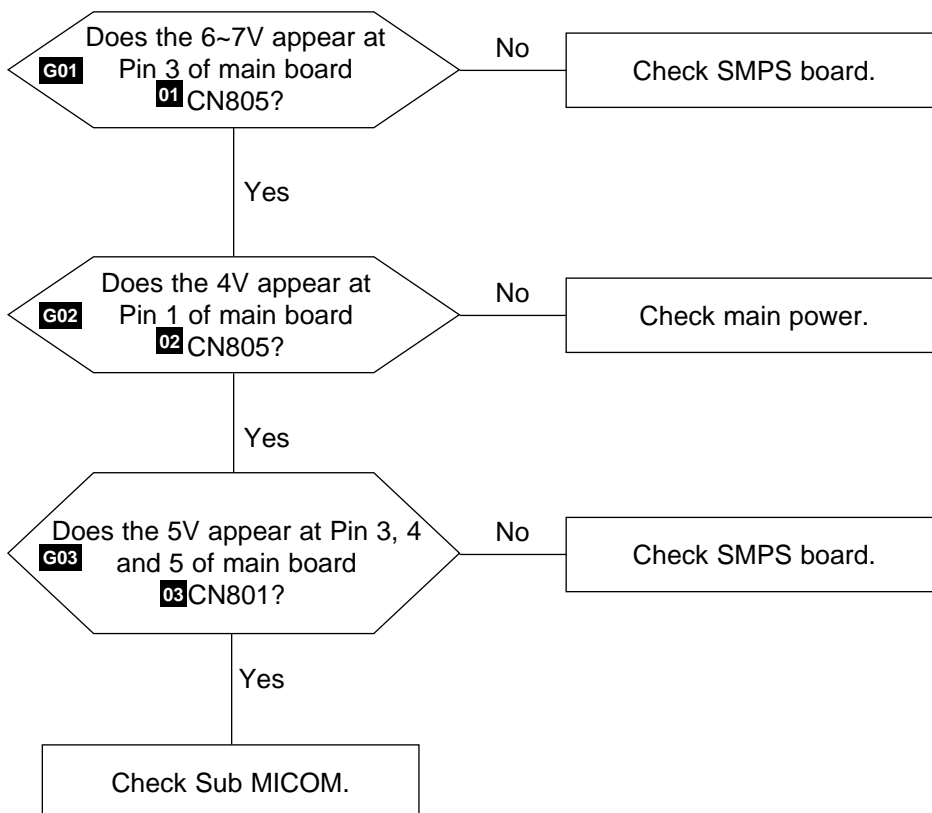 Does the 6~7V appear at
G01 Pin 3 of main board
01 CN805?
No
Check SMPS board.
Yes
Does the 4V appear at
G02 Pin 1 of main board
02 CN805?
No
Check main power.
Yes
Does the 5V appear at Pin 3, 4
G03 and 5 of main board
03 CN801?
No
Check SMPS board.
Yes
Check Sub MICOM.